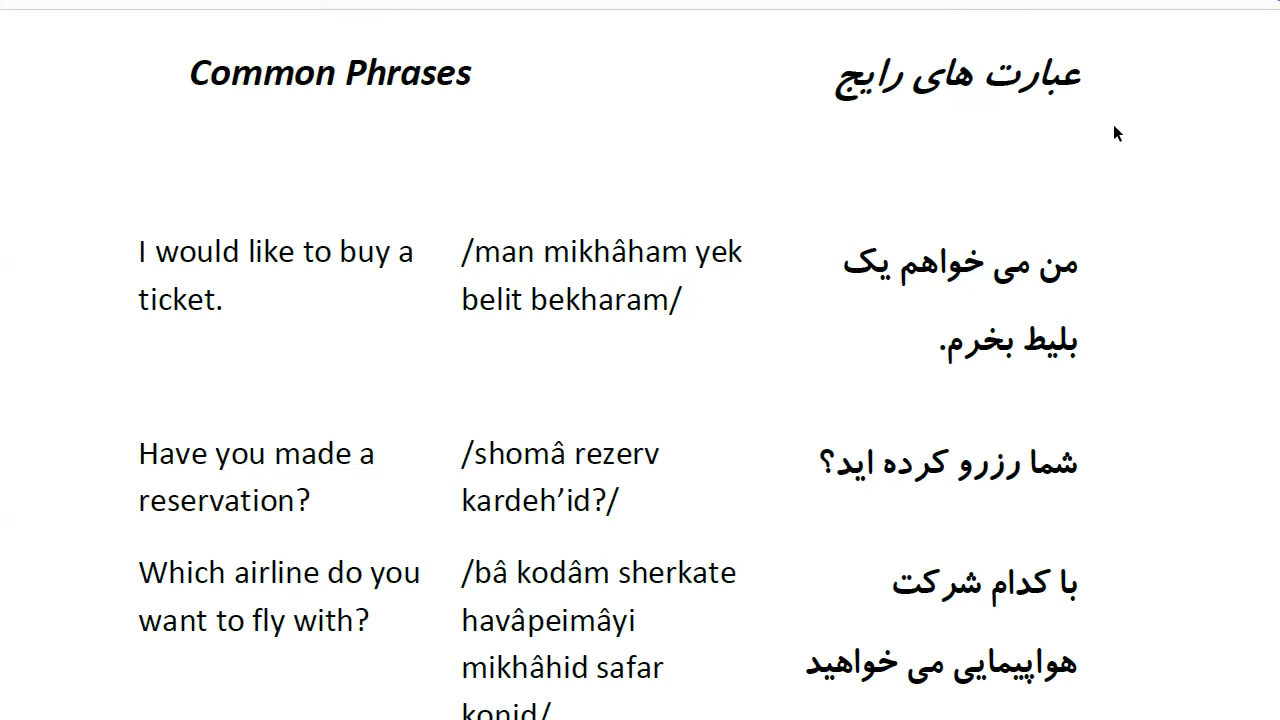 Common Phrases
عبارت های رایج
I would like to buy a
ticket.
/man mikhâham yek
belit bekharam/
من می خواهم یک
بلیط بخرم.
Have you made a
reservation?
/shomâ rezerv
kardeh’id?/
شما رزرو کرده اید؟
Which airline do you
want to fly with?
/bâ kodâm sherkate
havâpeimâyi
mikhâhid safar
konid/
با کدام شرکت
هواپیمایی می خواهید